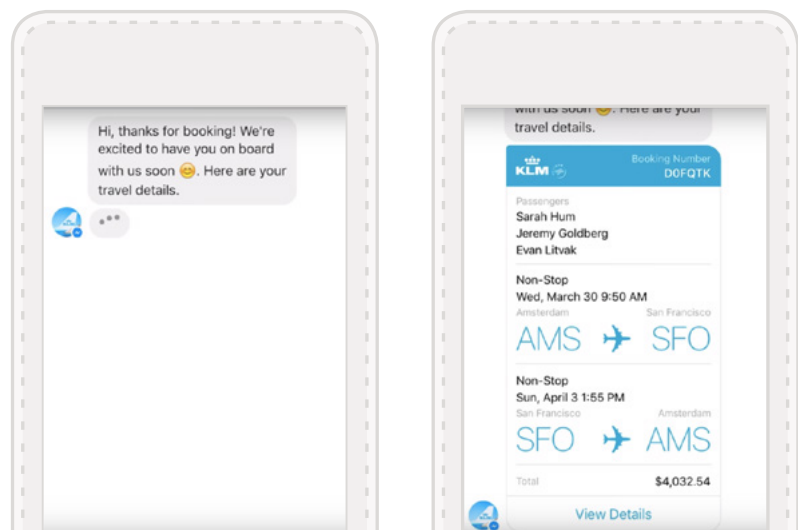 Hi, thanks for booking! We're
excited to have you on board
with us soon 😊. Here are your
travel details.
with us soon 😊. Here are your
travel details.
KLM
Booking Number
D0FQTK
Passengers
Sarah Hum
Jeremy Goldberg
Evan Litvak
Non-Stop
Wed, March 30 9:50 AM
Amsterdam San Francisco
AMS SFO
Non-Stop
Sun, April 3 1:55 PM
San Francisco Amsterdam
SFO AMS
Total $4,032.54
View Details